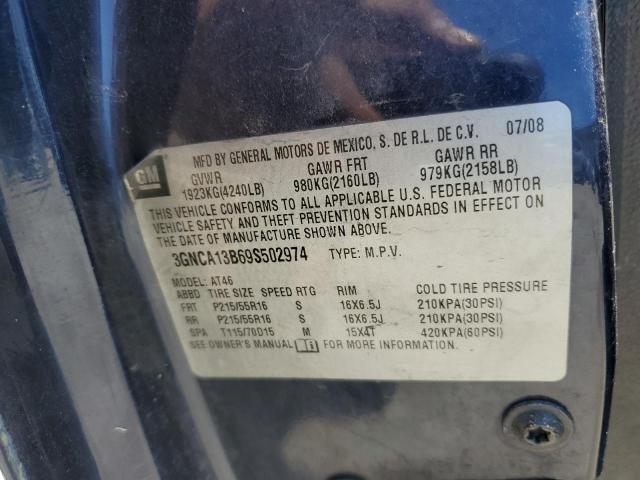 MFD BY GENERAL MOTORS DE MEXICO, S. DE R.L. DE C.V. 07/08
GM GVWR GAWR FRT GAWR RR
1923KG(4240LB) 980KG(2160LB) 979KG(2158LB)
THIS VEHICLE CONFORMS TO ALL APPLICABLE U.S. FEDERAL MOTOR
VEHICLE SAFETY AND THEFT PREVENTION STANDARDS IN EFFECT ON
THE DATE OF MANUFACTURE SHOWN ABOVE.
3GNCA13B69S502974 TYPE: M.P.V.
MODEL: AT46
ABBD TIRE SIZE SPEED RTG RIM COLD TIRE PRESSURE
FRT P215/55R16 S 16X6.5J 210KPA(30PSI)
RR P215/55R16 S 16X6.5J 210KPA(30PSI)
SPA T115/70D15 M 15X4T 420KPA(60PSI)
SEE OWNER'S MANUAL FOR MORE INFORMATION.